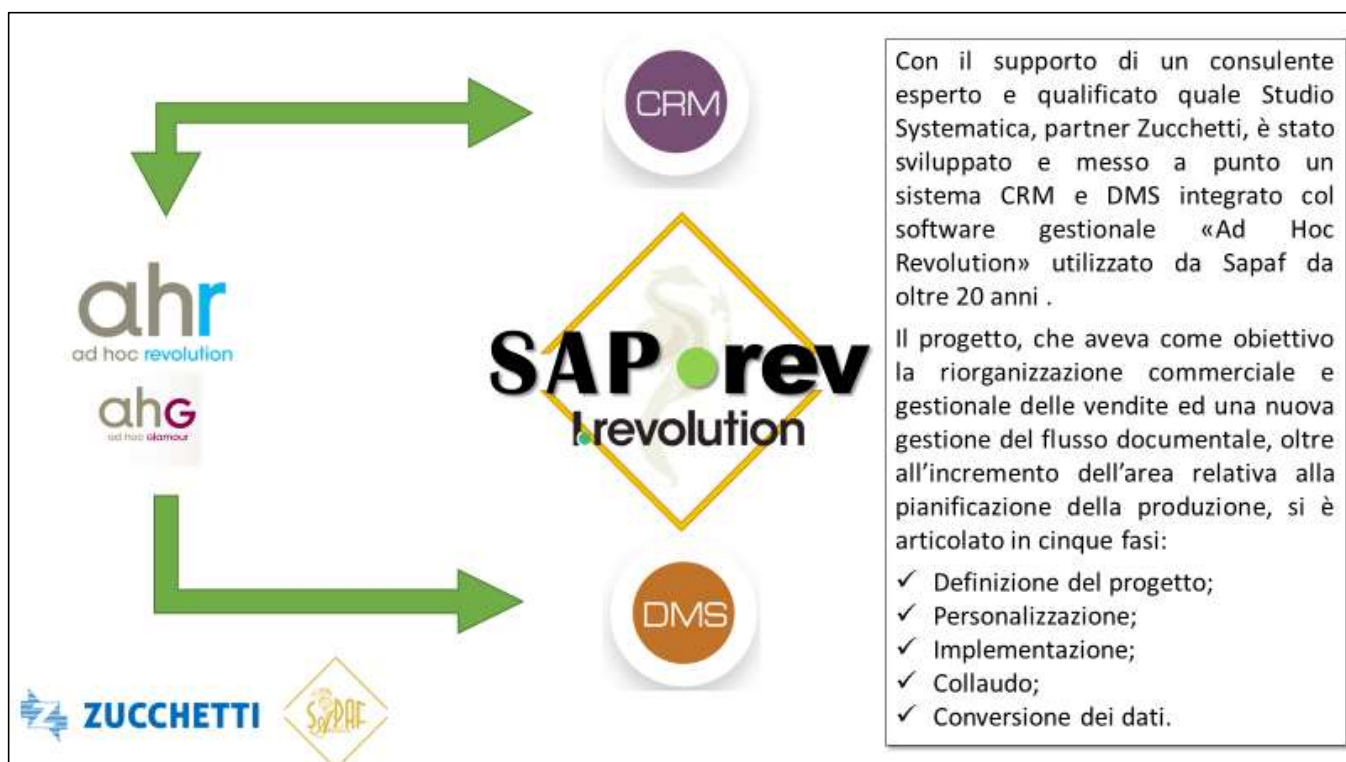 CRM
ahr
ad hoc revolution
ahG
ad hoc glamour
SAP rev
I.revolution
DMS
ZUCCHETTI
SAPAF
Con il supporto di un consulente
esperto e qualificato quale Studio
Systematica, partner Zucchetti, è stato
sviluppato e messo a punto un
sistema CRM e DMS integrato col
software gestionale «Ad Hoc
Revolution» utilizzato da Sapaf da
oltre 20 anni .
Il progetto, che aveva come obiettivo
la riorganizzazione commerciale e
gestionale delle vendite ed una nuova
gestione del flusso documentale, oltre
all’incremento dell’area relativa alla
pianificazione della produzione, si è
articolato in cinque fasi:
✓ Definizione del progetto;
✓ Personalizzazione;
✓ Implementazione;
✓ Collaudo;
✓ Conversione dei dati.